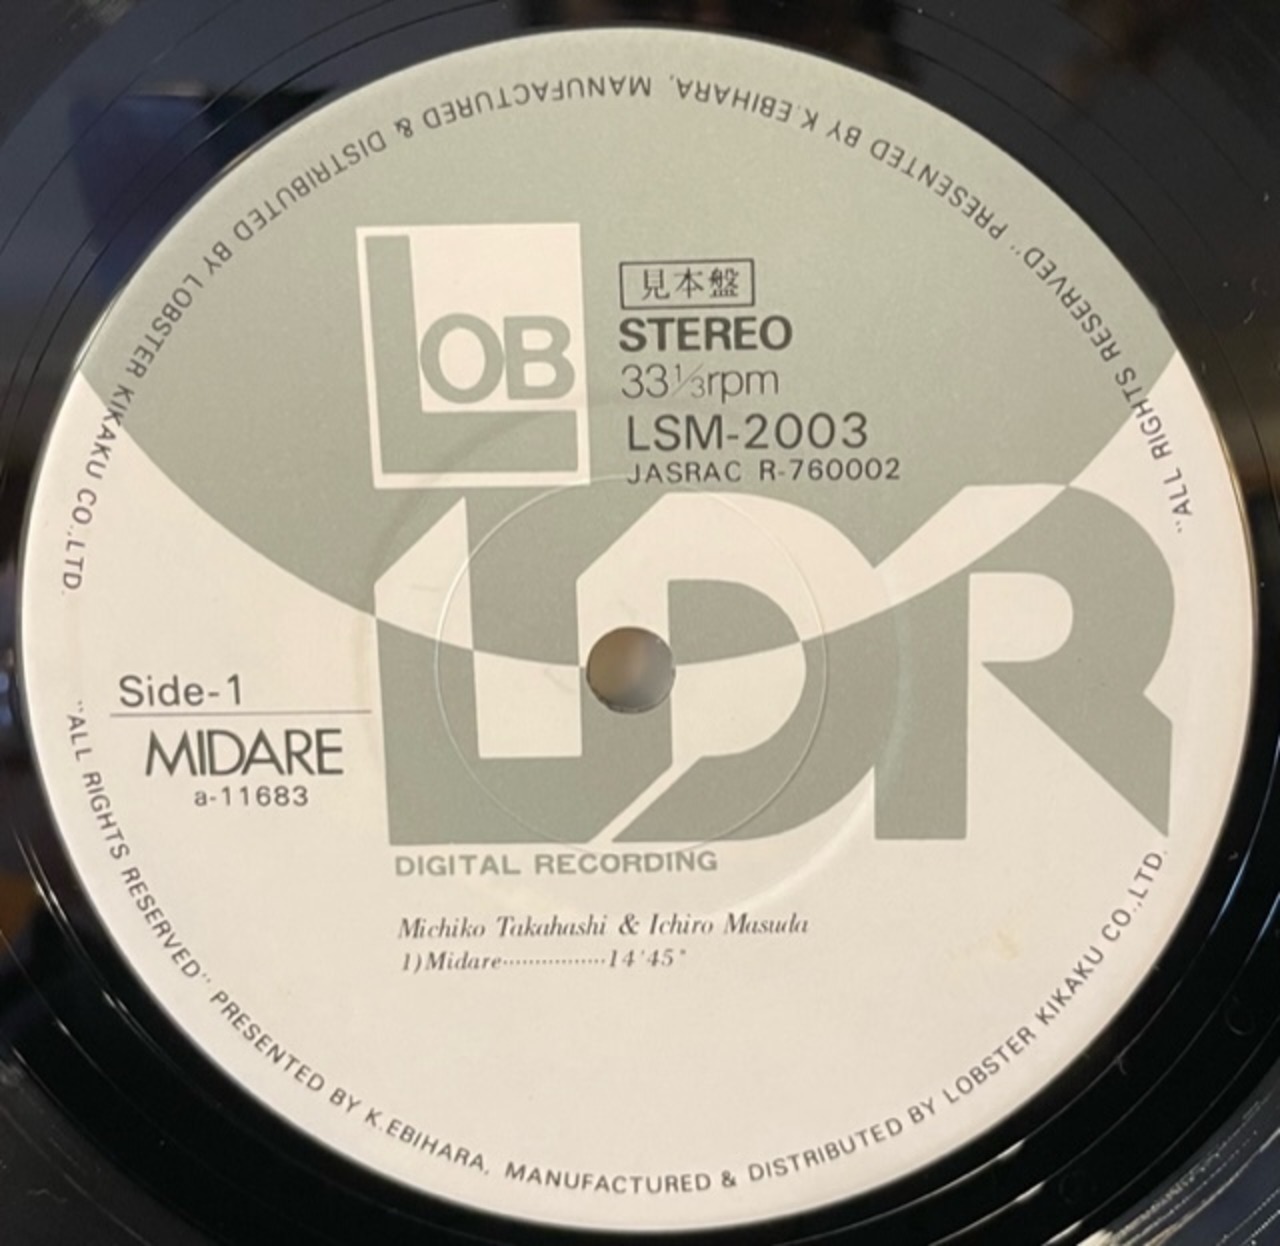 "ALL RIGHTS RESERVED" PRESENTED BY K.EBIHARA, MANUFACTURED & DISTRIBUTED BY LOBSTER KIKAKU CO.,LTD.
LOB
見本盤
STEREO
33⅓rpm
LSM-2003
JASRAC R-760002
LDR
Side-1
MIDARE
a-11683
DIGITAL RECORDING
Michiko Takahashi & Ichiro Masuda
1)Midare················14'45"
"ALL RIGHTS RESERVED" PRESENTED BY K.EBIHARA, MANUFACTURED & DISTRIBUTED BY LOBSTER KIKAKU CO.,LTD.